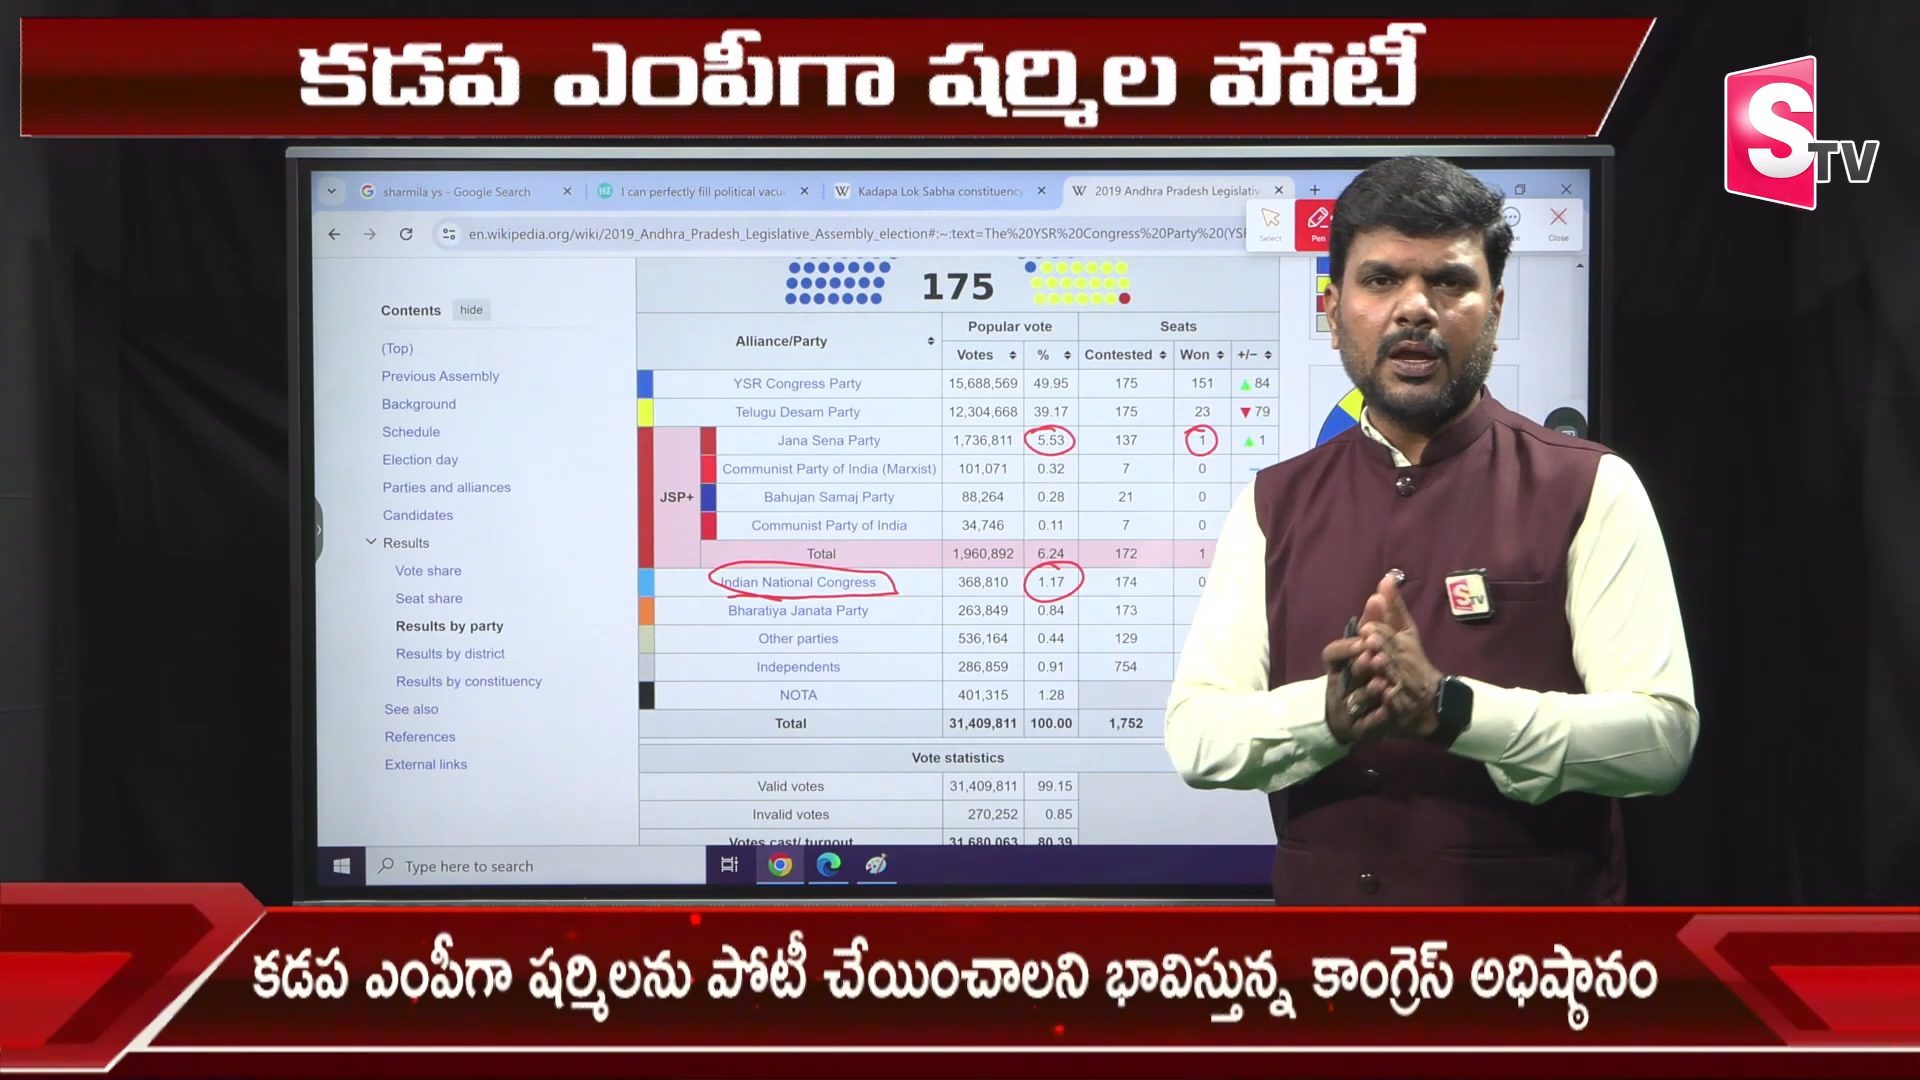 కడప ఎంపీగా షర్మిల పోటీ
S TV
sharmila ys - Google Search
I can perfectly fill political vacu
Kadapa Lok Sabha constituency
2019 Andhra Pradesh Legislativ
en.wikipedia.org/wiki/2019_Andhra_Pradesh_Legislative_Assembly_election#:~:text=The%20YSR%20Congress%20Party%20(YSR
Select
Pen
Close
Contents hide
(Top)
Previous Assembly
Background
Schedule
Election day
Parties and alliances
Candidates
Results
Vote share
Seat share
Results by party
Results by district
Results by constituency
See also
References
External links
175
Alliance/Party Popular vote Seats
Votes % Contested Won +/−
YSR Congress Party 15,688,569 49.95 175 151 84
Telugu Desam Party 12,304,668 39.17 175 23 79
JSP+
Jana Sena Party 1,736,811 5.53 137 1 1
Communist Party of India (Marxist) 101,071 0.32 7 0
Bahujan Samaj Party 88,264 0.28 21 0
Communist Party of India 34,746 0.11 7 0
Total 1,960,892 6.24 172 1
Indian National Congress 368,810 1.17 174 0
Bharatiya Janata Party 263,849 0.84 173
Other parties 536,164 0.44 129
Independents 286,859 0.91 754
NOTA 401,315 1.28
Total 31,409,811 100.00 1,752
Vote statistics
Valid votes 31,409,811 99.15
Invalid votes 270,252 0.85
Votes cast/ turnout 31,680,063 80.39
Type here to search
S TV
కడప ఎంపీగా షర్మిలను పోటీ చేయించాలని భావిస్తున్న కాంగ్రెస్ అధిష్ఠానం